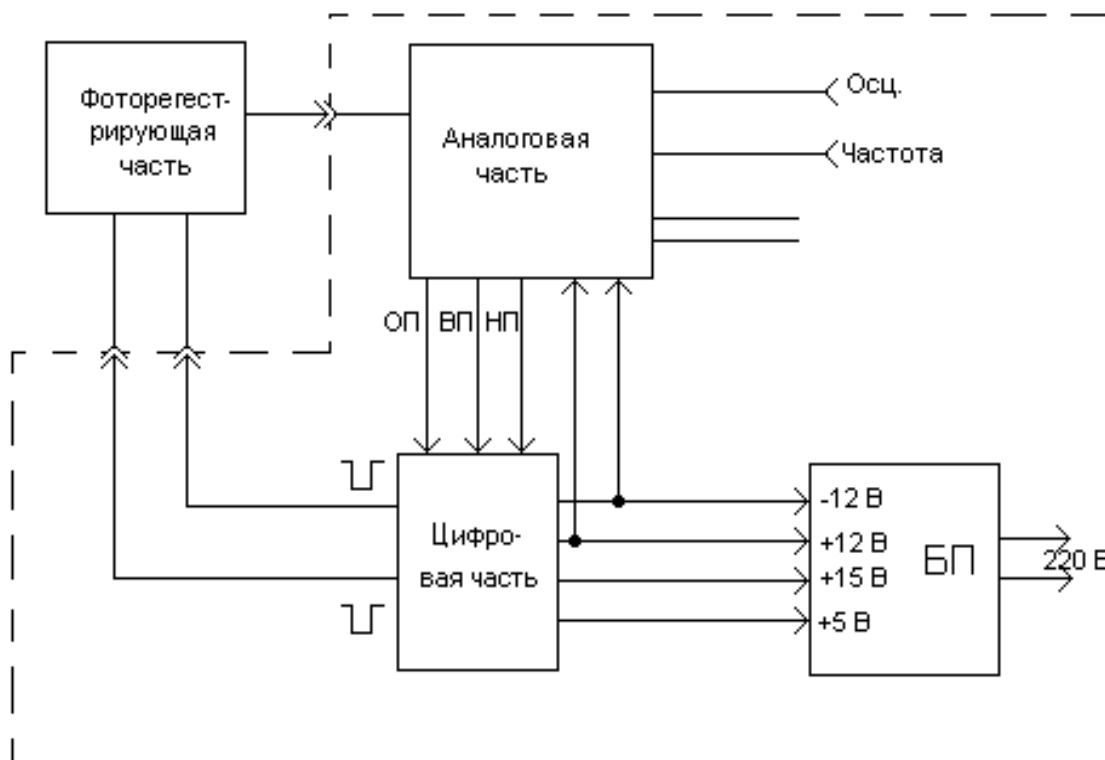 Фоторегест-
рирующая
часть
Аналоговая
часть
Осц.
Частота
ОП ВП НП
Цифро-
вая часть
-12 В
+12 В
+15 В
+5 В
БП
220 В